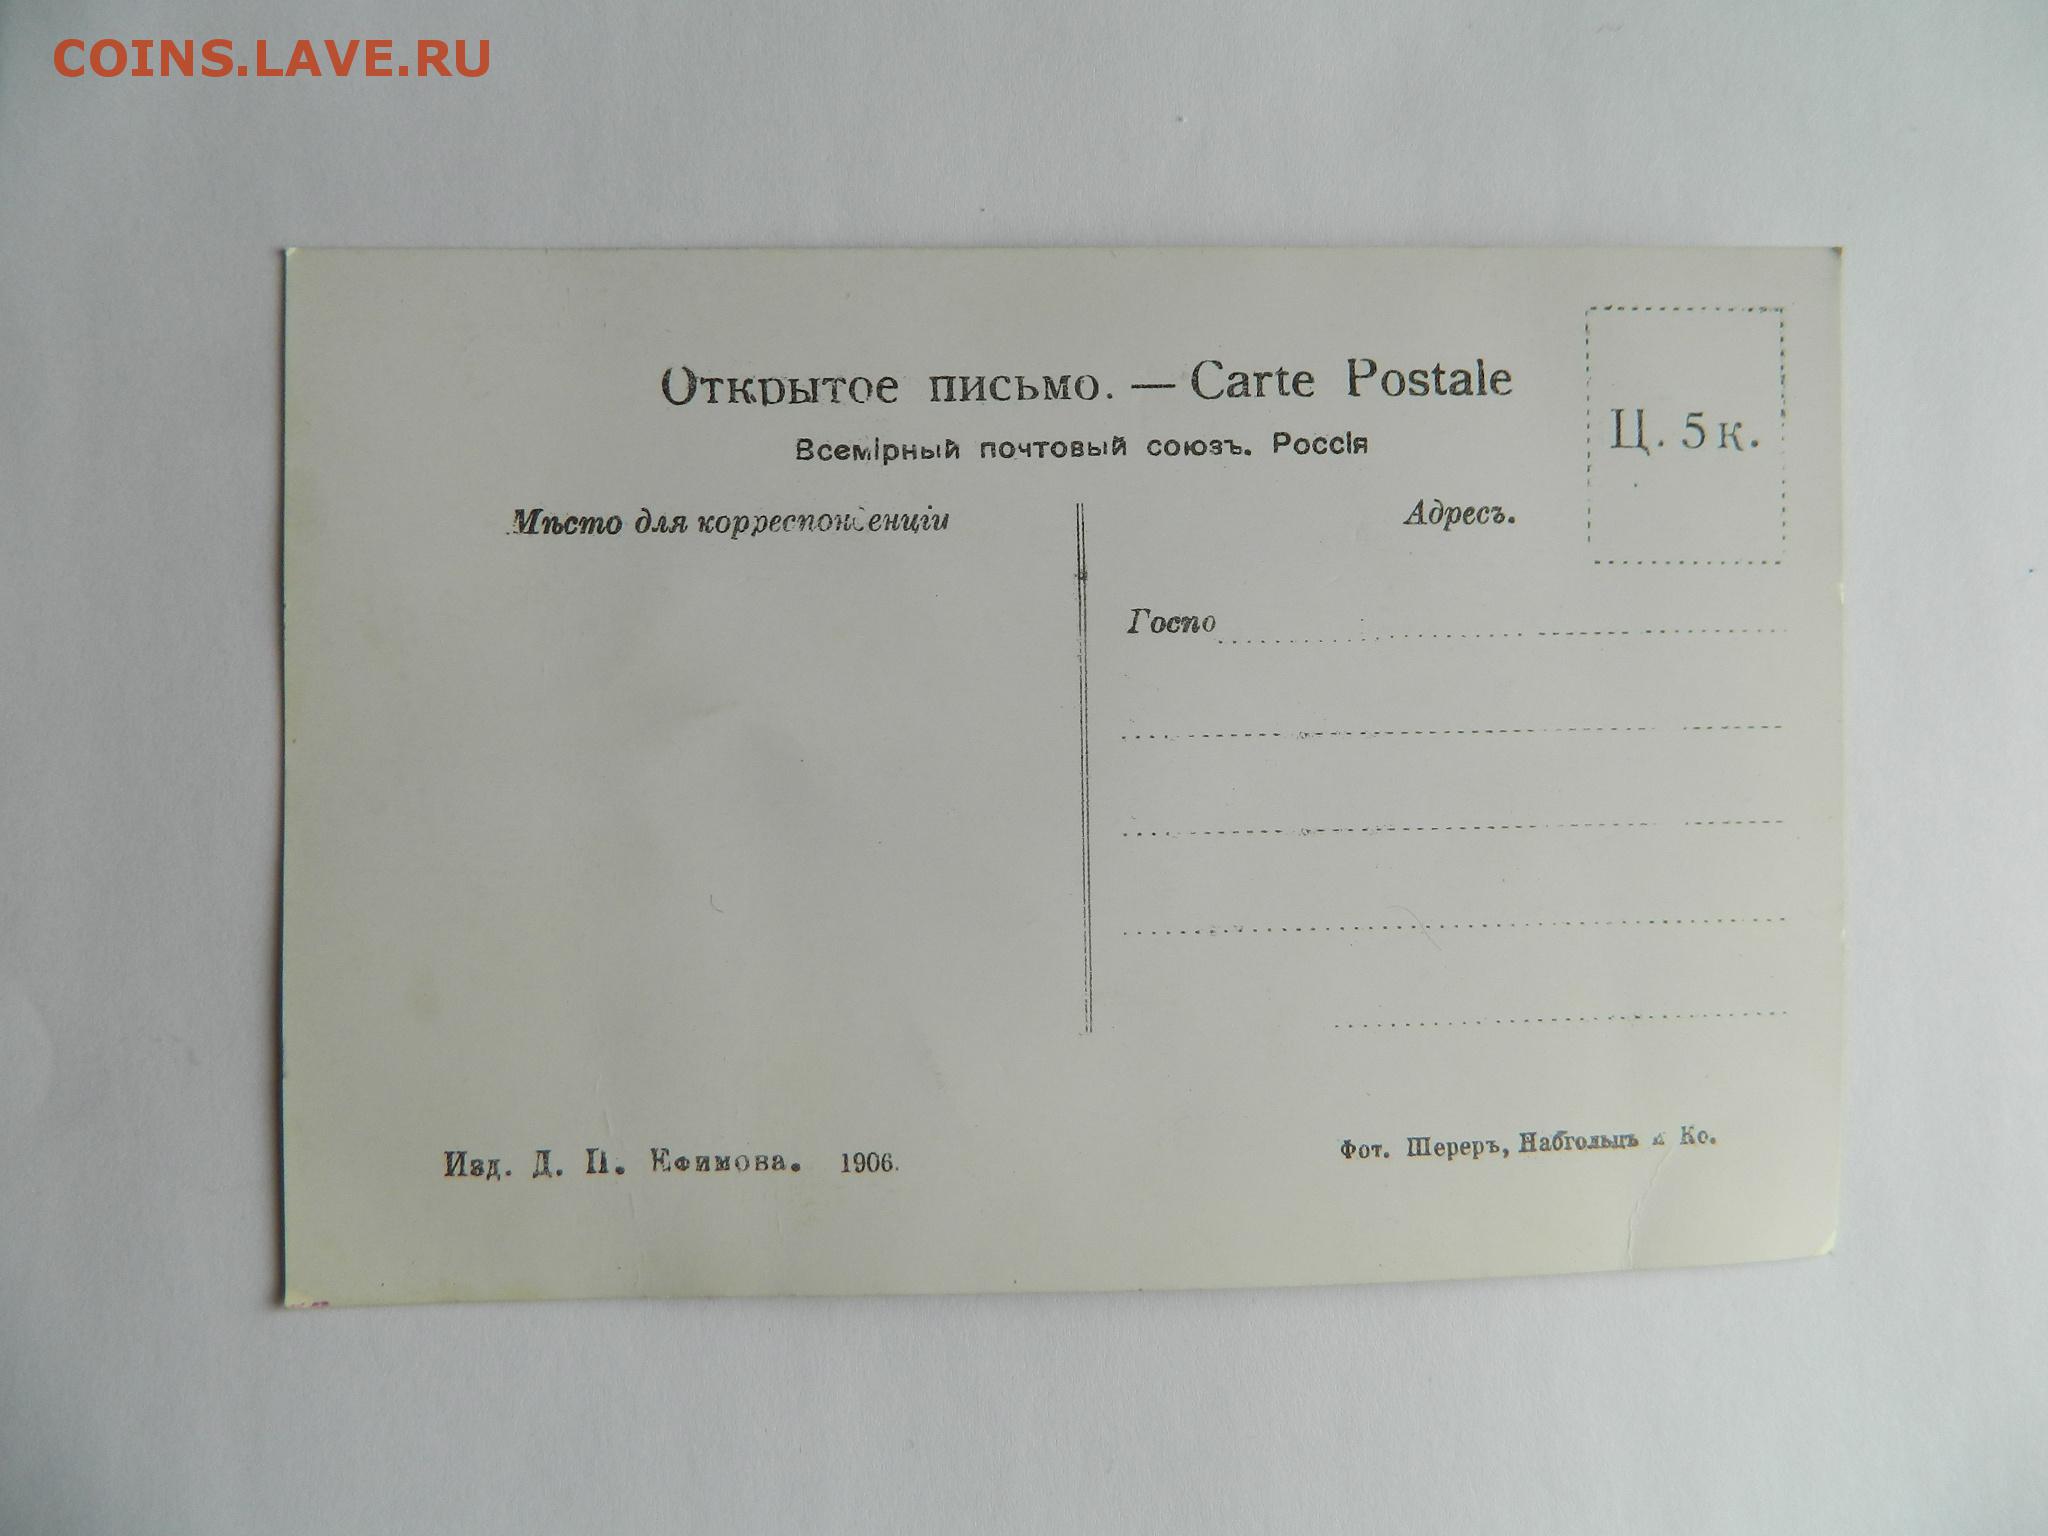 COINS.LAVE.RU
Открытое письмо. — Carte Postale
Всемірный почтовый союзъ. Россія
Ц. 5 к.
Мѣсто для корреспонденціи
Адресъ.
Госпо
Изд. Д. П. Ефимова. 1906.
Фот. Шереръ, Набгольцъ и Ко.